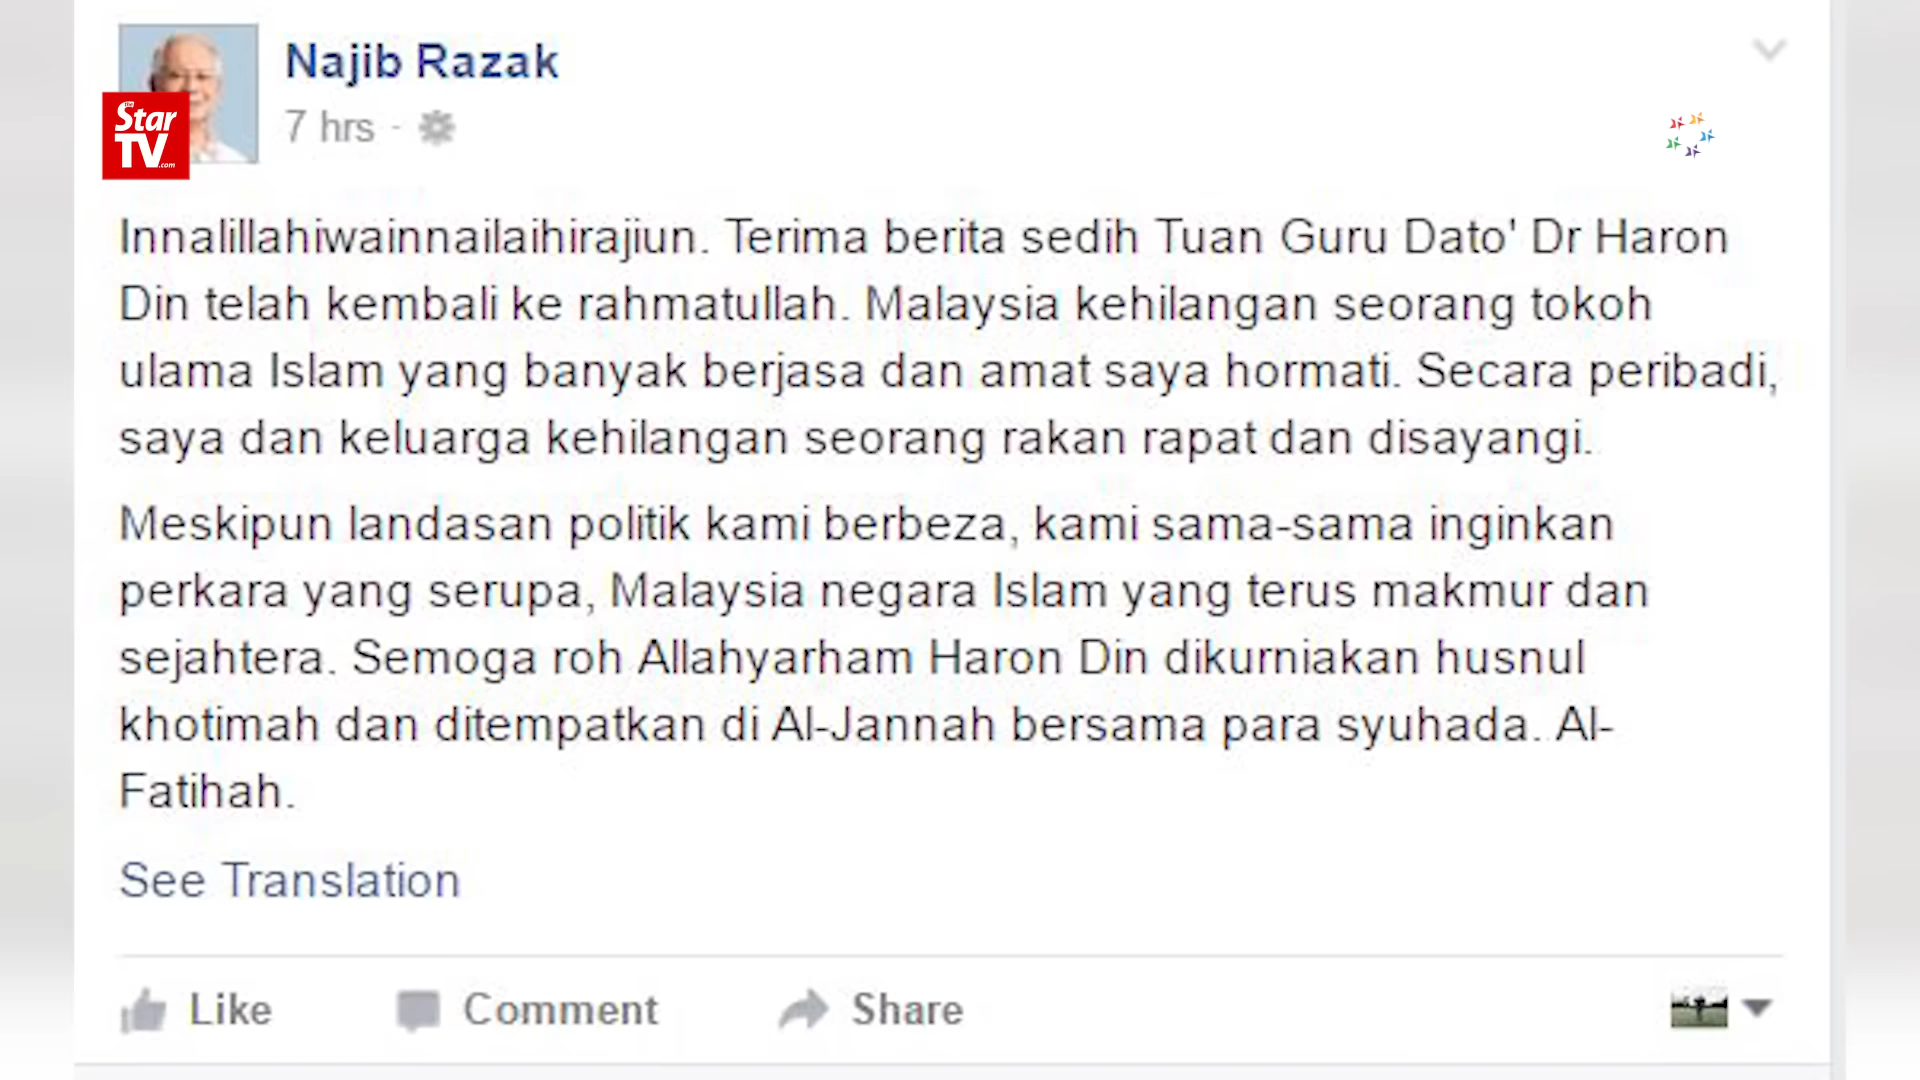 Najib Razak
The Star
TV.com
7 hrs ·
Innalillahiwainnailaihirajiun. Terima berita sedih Tuan Guru Dato' Dr Haron
Din telah kembali ke rahmatullah. Malaysia kehilangan seorang tokoh
ulama Islam yang banyak berjasa dan amat saya hormati. Secara peribadi,
saya dan keluarga kehilangan seorang rakan rapat dan disayangi.
Meskipun landasan politik kami berbeza, kami sama-sama inginkan
perkara yang serupa, Malaysia negara Islam yang terus makmur dan
sejahtera. Semoga roh Allahyarham Haron Din dikurniakan husnul
khotimah dan ditempatkan di Al-Jannah bersama para syuhada. Al-
Fatihah.
See Translation
Like Comment Share